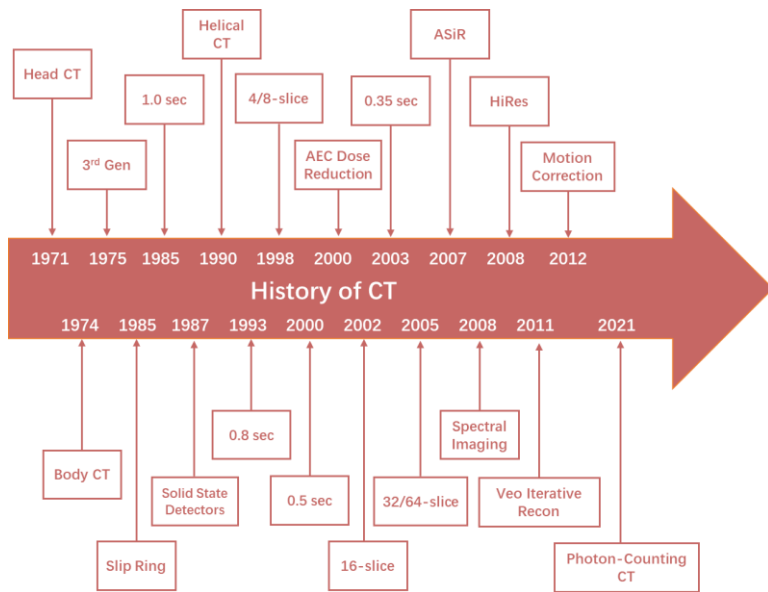 Helical
CT
ASiR
Head CT
1.0 sec
4/8-slice
0.35 sec
HiRes
3rd Gen
AEC Dose
Reduction
Motion
Correction
1971 1975 1985 1990 1998 2000 2003 2007 2008 2012
History of CT
1974 1985 1987 1993 2000 2002 2005 2008 2011 2021
0.8 sec
Spectral
Imaging
Body CT
Solid State
Detectors
0.5 sec
32/64-slice
Veo Iterative
Recon
Slip Ring
16-slice
Photon-Counting
CT